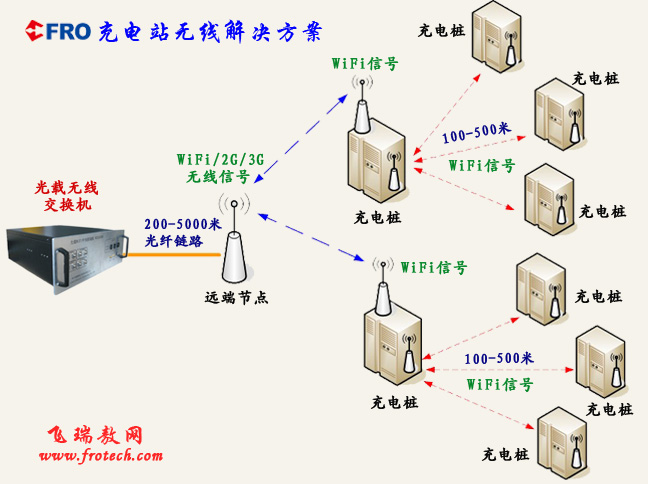 FRO 充电站无线解决方案
充电桩
WiFi信号
充电桩
100-500米
WiFi/2G/3G
无线信号
WiFi信号
光载无线
交换机
充电桩
充电桩
200-5000米
光纤链路
WiFi信号
远端节点
充电桩
100-500米
WiFi信号
充电桩
充电桩
飞瑞敖网
www.frotech.com
充电桩